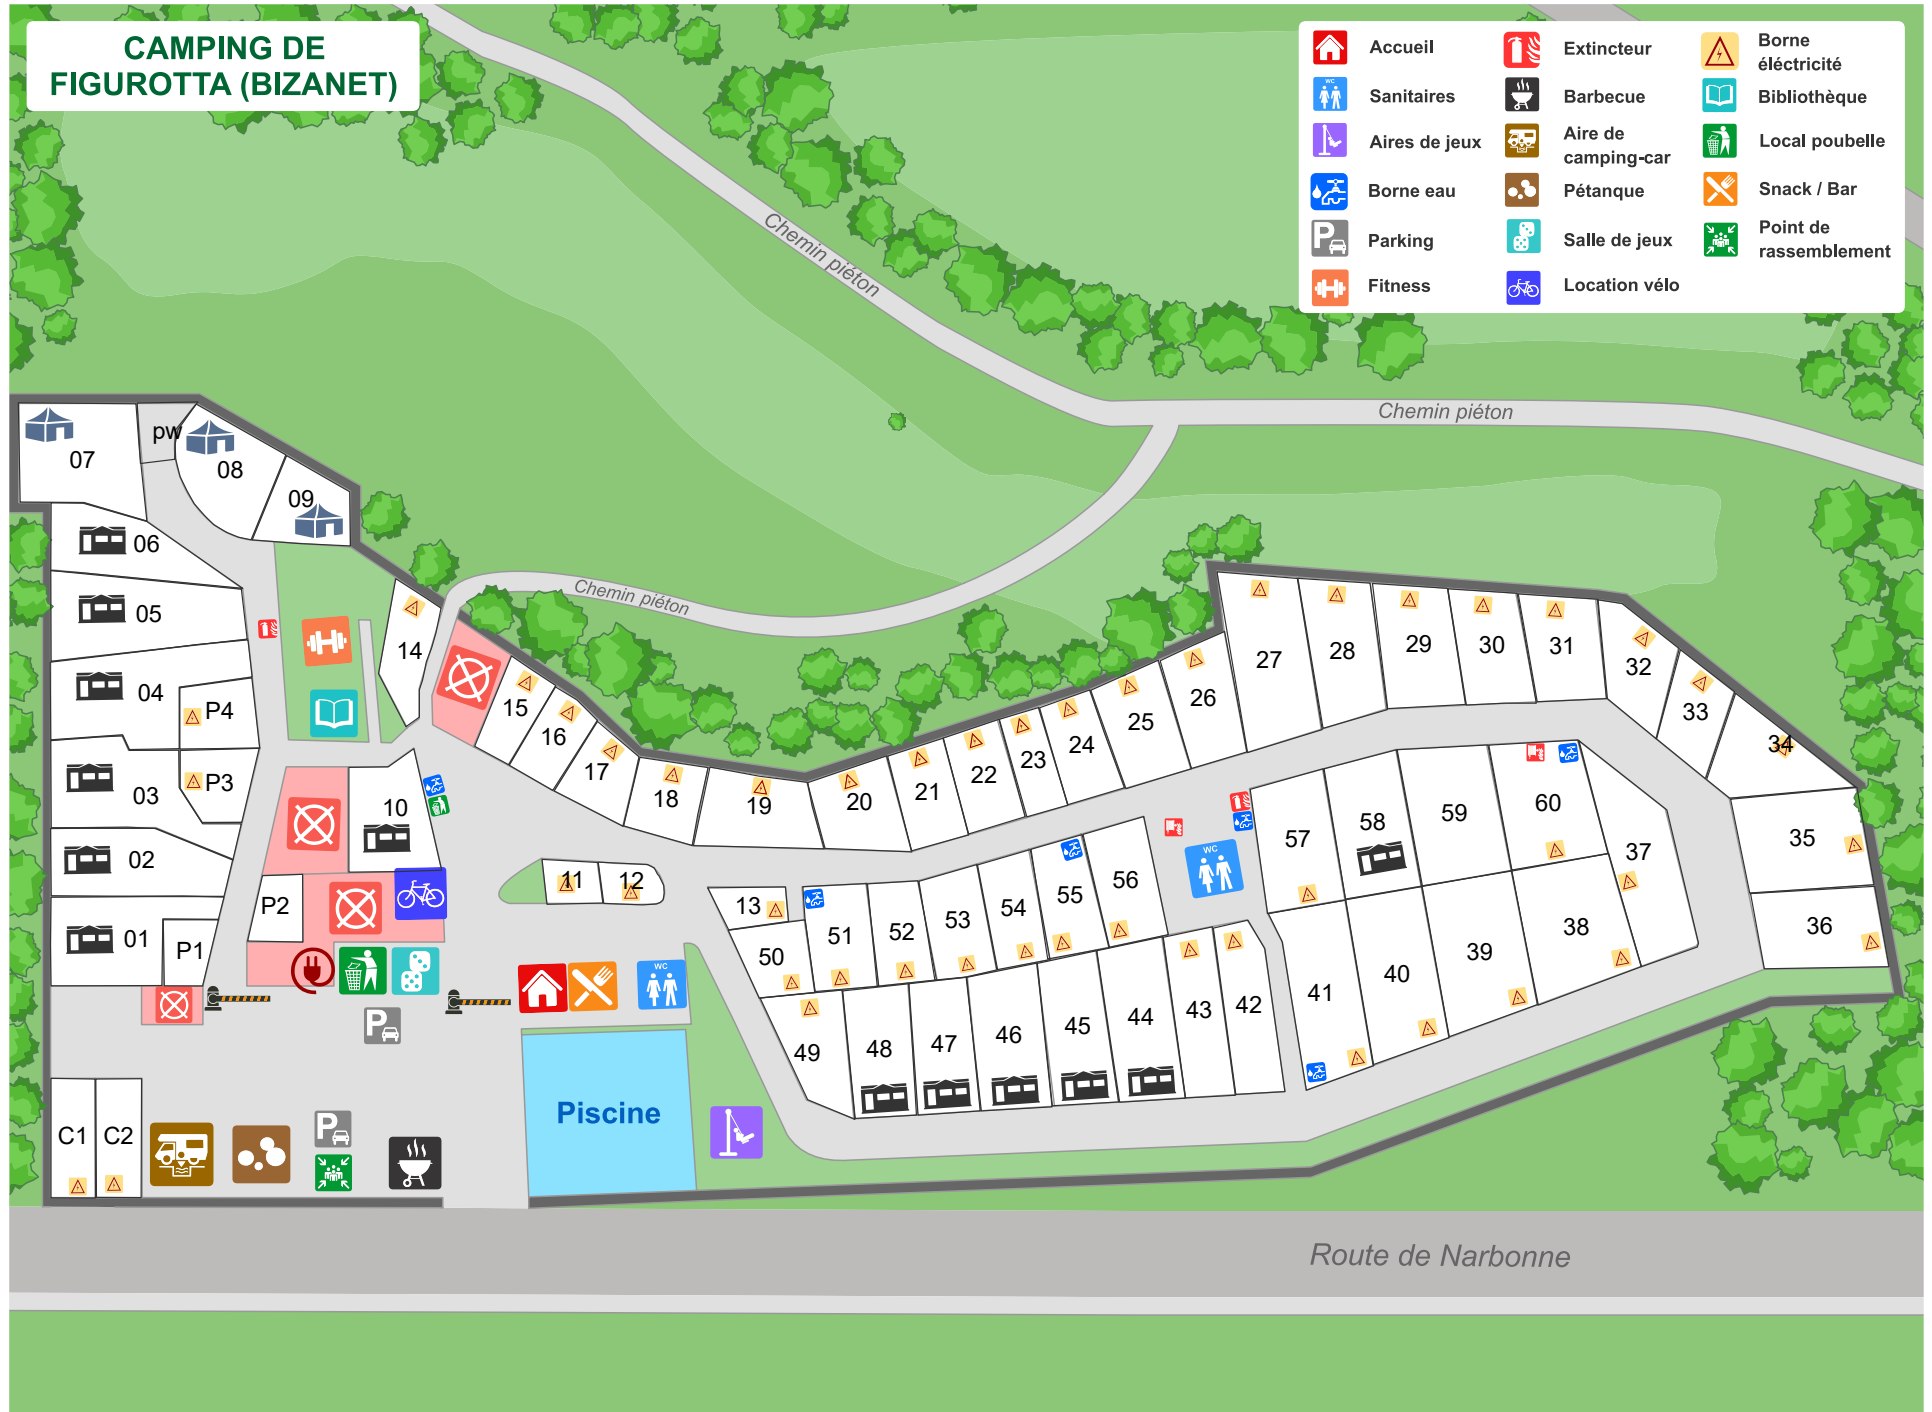 CAMPING DE
FIGUROTTA (BIZANET)
Accueil
Sanitaires
Aires de jeux
Borne eau
Parking
Fitness
Extincteur
Barbecue
Aire de
camping-car
Pétanque
Salle de jeux
Location vélo
Borne
éléctricité
Bibliothèque
Local poubelle
Snack / Bar
Point de
rassemblement
WC
P
Chemin piéton
Chemin piéton
Chemin piéton
07
pw
08
09
06
05
04
P4
03
P3
02
01
P1
P2
10
14
15
16
17
18
19
20
21
22
23
24
25
26
27
28
29
30
31
32
33
34
35
36
37
38
39
40
41
42
43
44
45
46
47
48
49
50
51
52
53
54
55
56
57
58
59
60
11
12
13
WC
WC
P
P
C1
C2
Piscine
Route de Narbonne